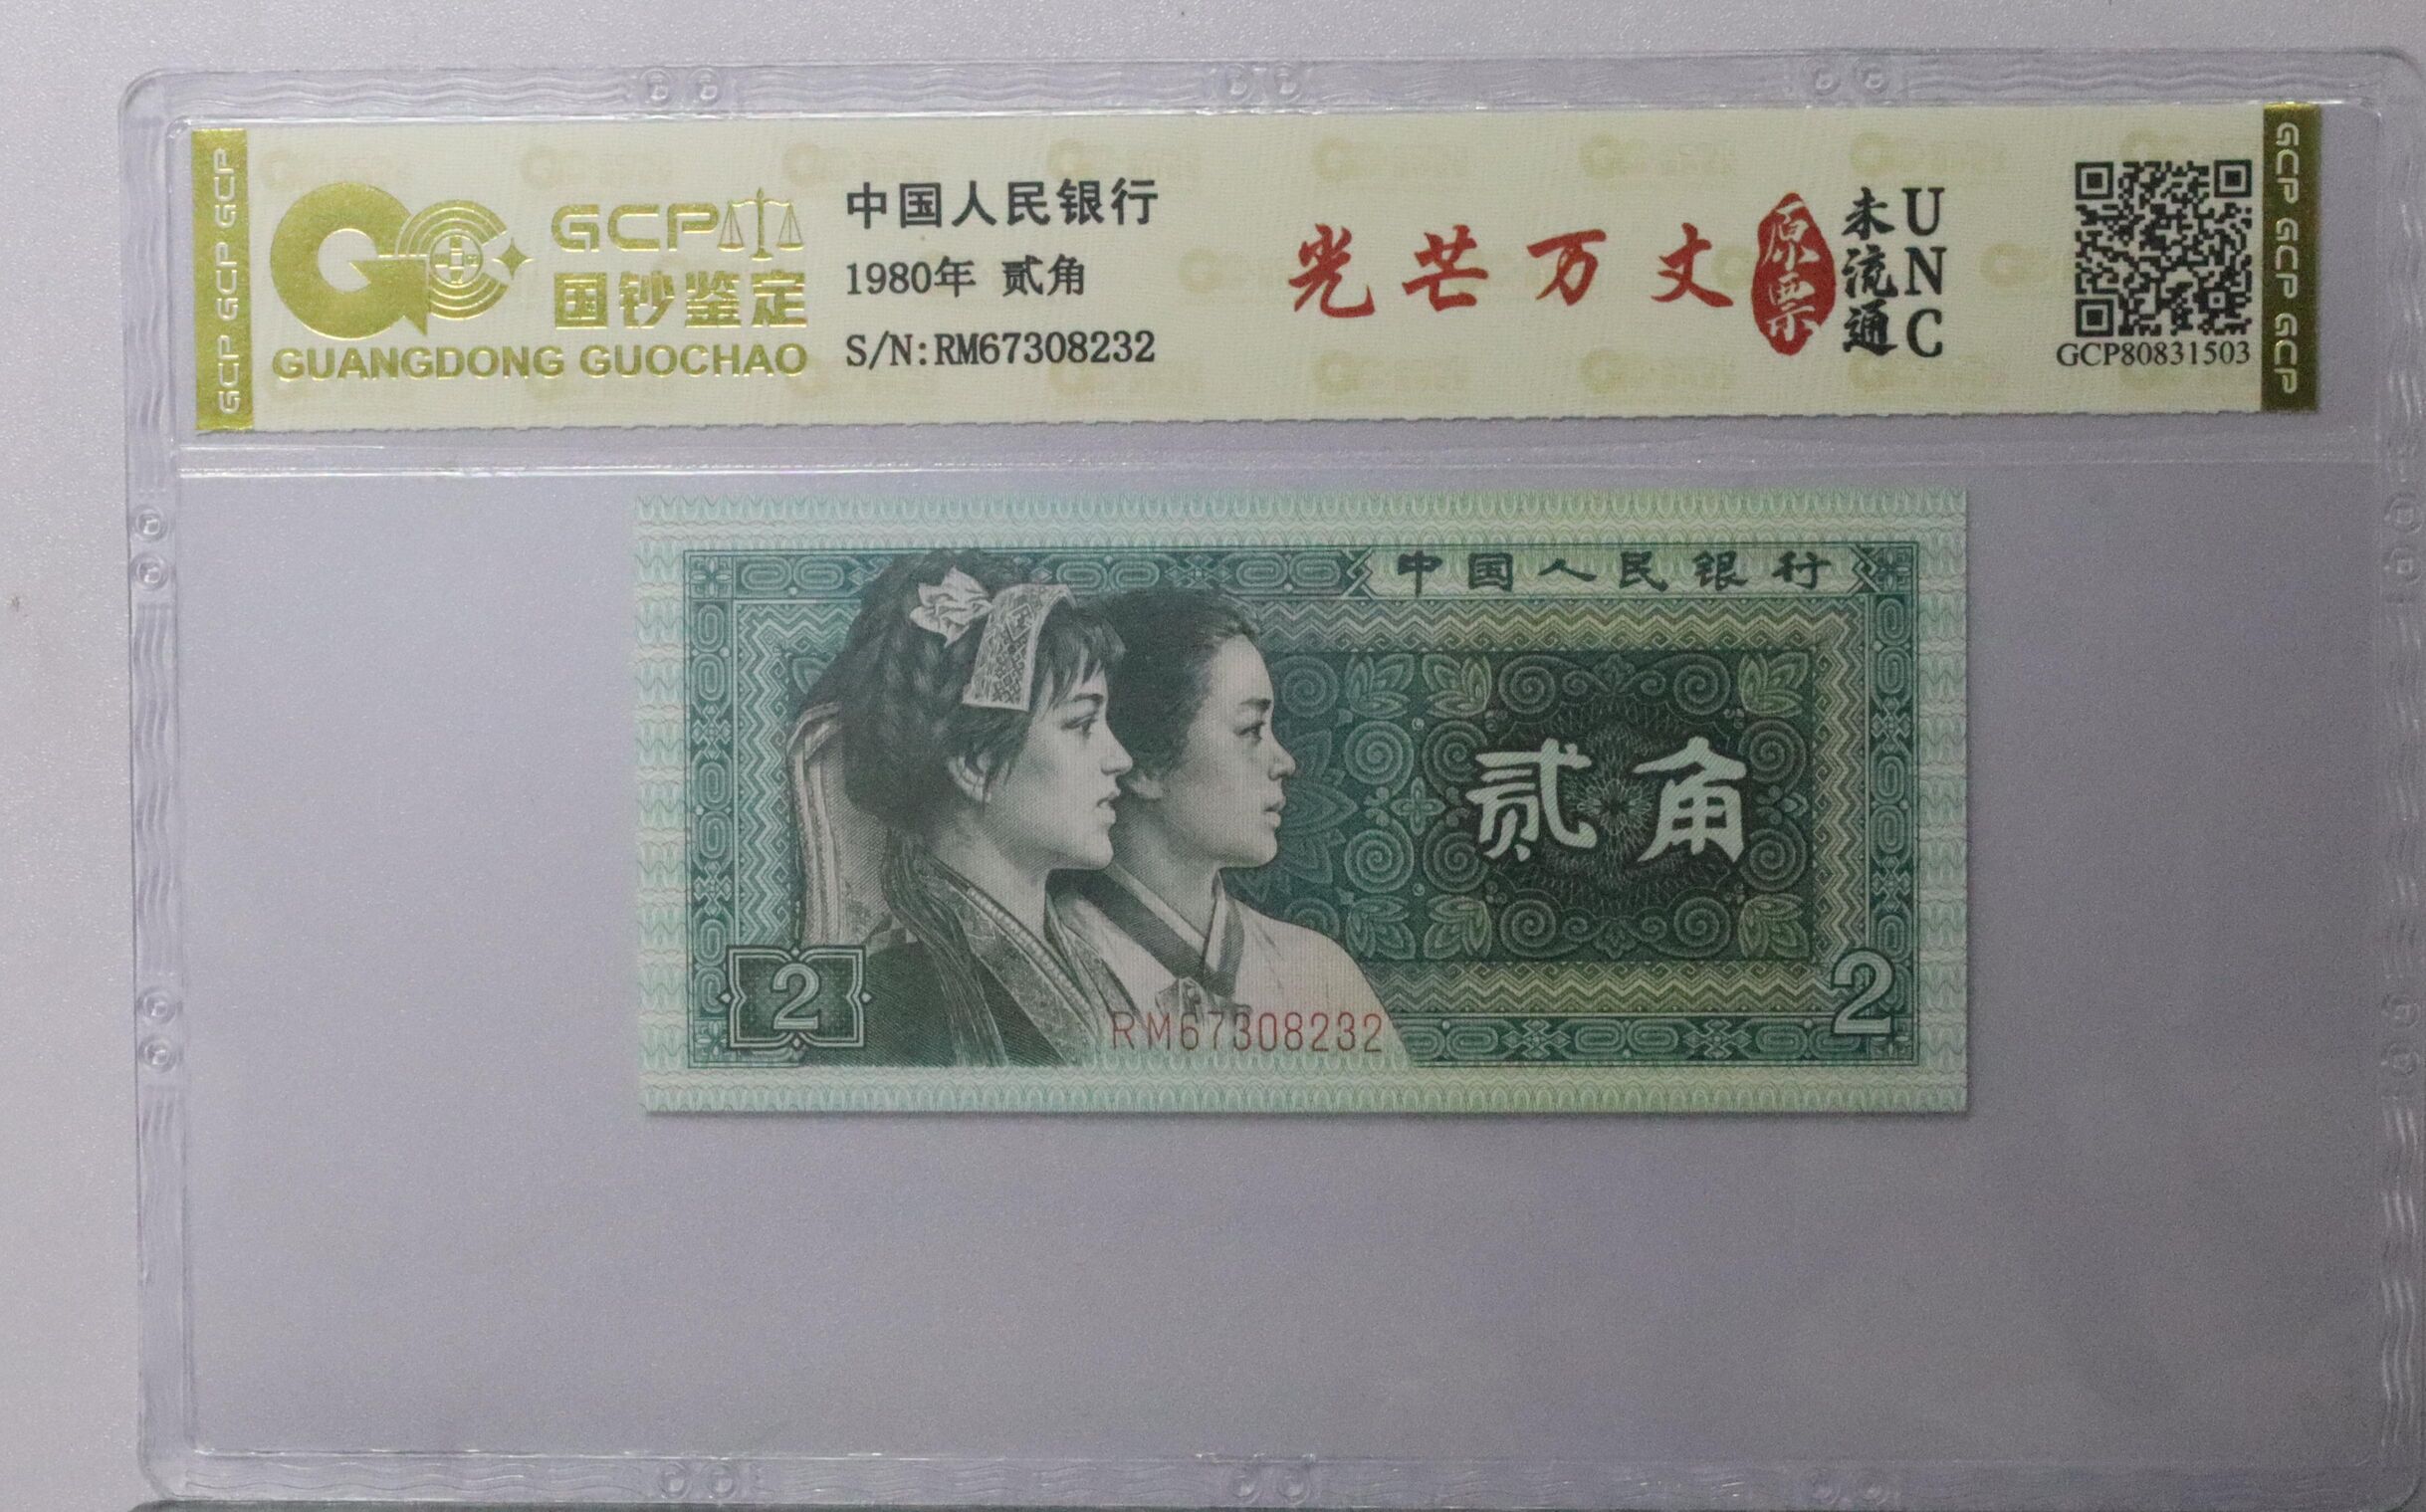 GCP GCP GCP
GCP
国钞鉴定
GUANGDONG GUOCHAO
中国人民银行
1980年 贰角
S/N:RM67308232
光芒万丈
原票
未流通
UNC
GCP80831503
GCP GCP GCP
中国人民银行
贰角
2
2
RM67308232